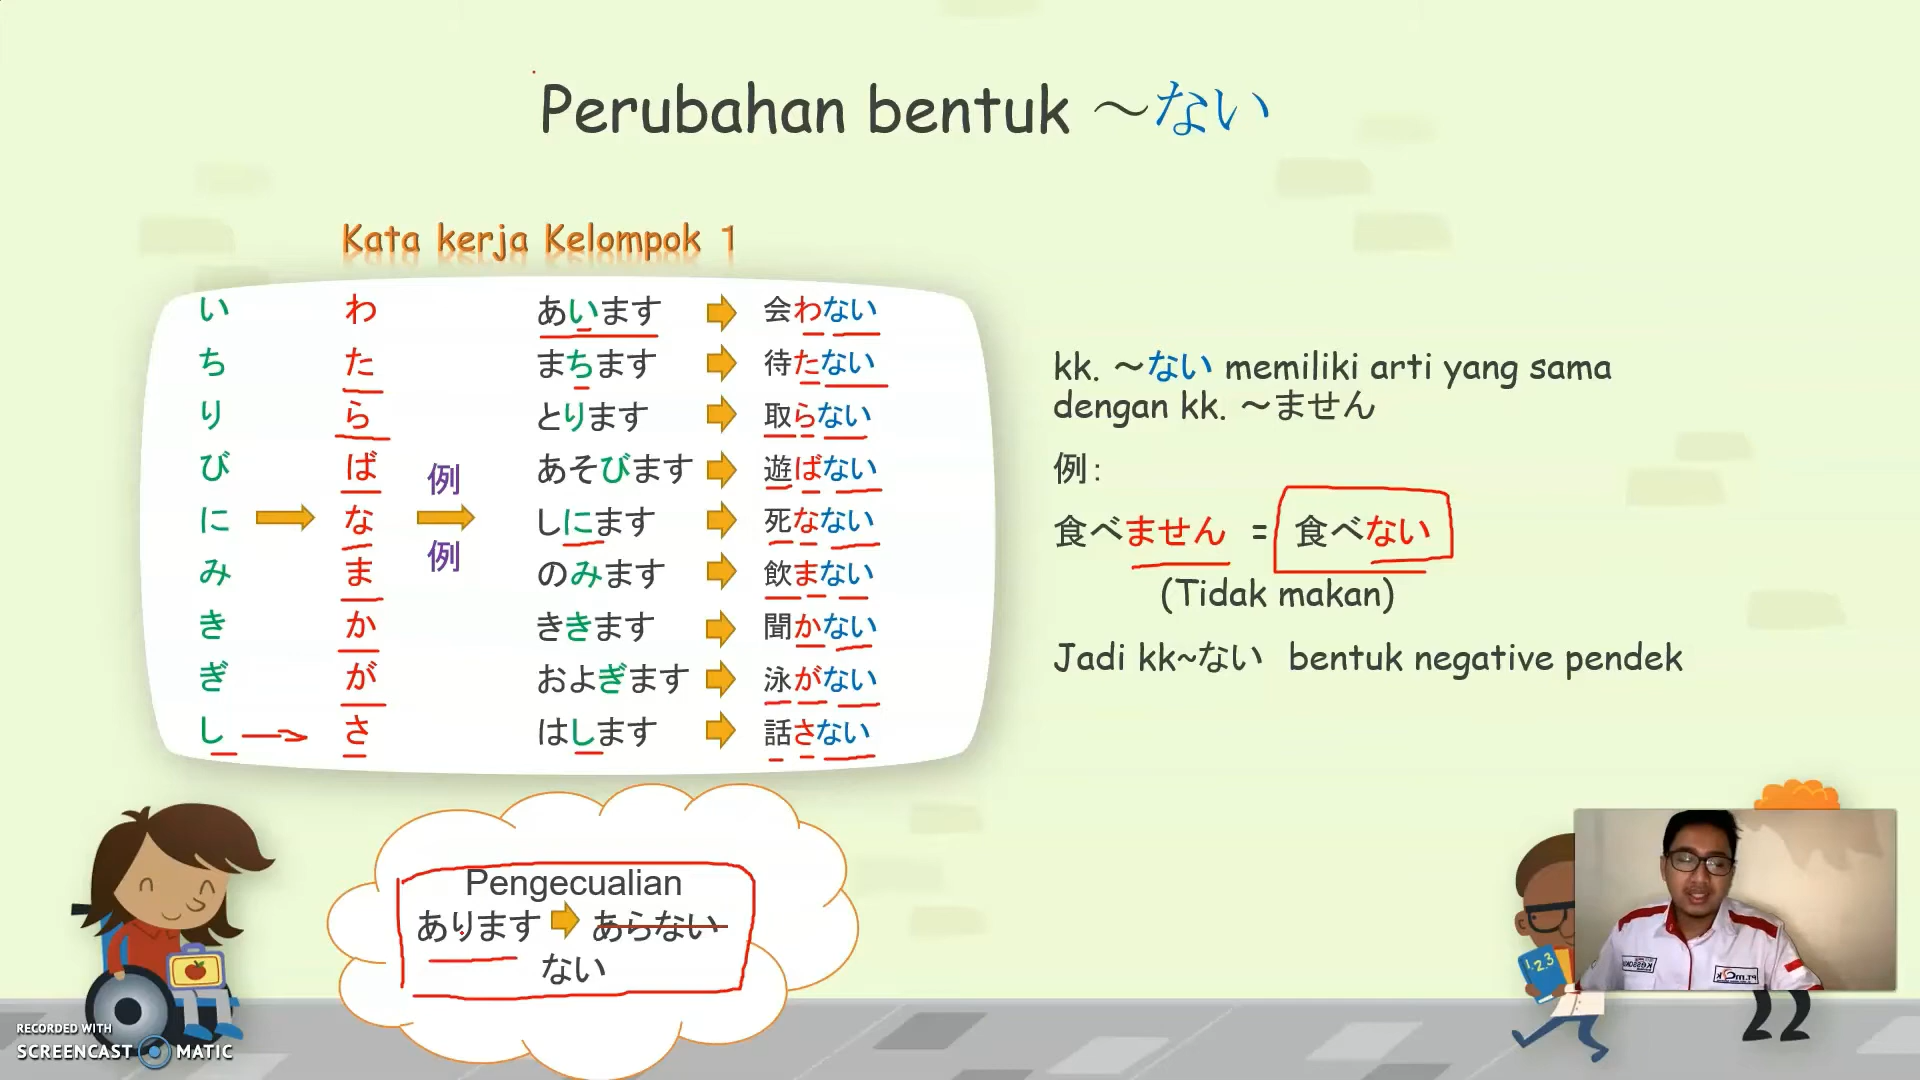 Perubahan bentuk ～ない
Kata kerja Kelompok 1
い わ あいます 会わない
ち た まちます 待たない
り ら とります 取らない
び ば あそびます 遊ばない
に な しにます 死なない
み ま のみます 飲まない
き か ききます 聞かない
ぎ が およぎます 泳がない
し さ はします 話さない
例
例
kk. ～ない memiliki arti yang sama
dengan kk. ～ません
例：
食べません = 食べない
(Tidak makan)
Jadi kk~ない bentuk negative pendek
Pengecualian
あります あらない
ない
1.2.3
RECORDED WITH
SCREENCAST MATIC